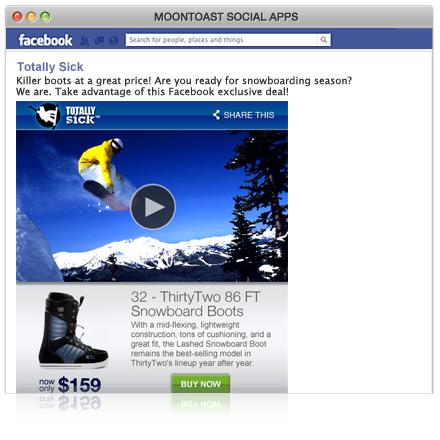 MOONTOAST SOCIAL APPS
facebook
Search for people, places and things
Totally Sick
Killer boots at a great price! Are you ready for snowboarding season?
We are. Take advantage of this Facebook exclusive deal!
TOTALLY
SICK™
SHARE THIS
32 - ThirtyTwo 86 FT
Snowboard Boots
With a mid-flexing, lightweight
construction, tons of cushioning, and a
great fit, the Lashed Snowboard Boot
remains the best-selling model in
ThirtyTwo's lineup year after year.
now
only $159
BUY NOW